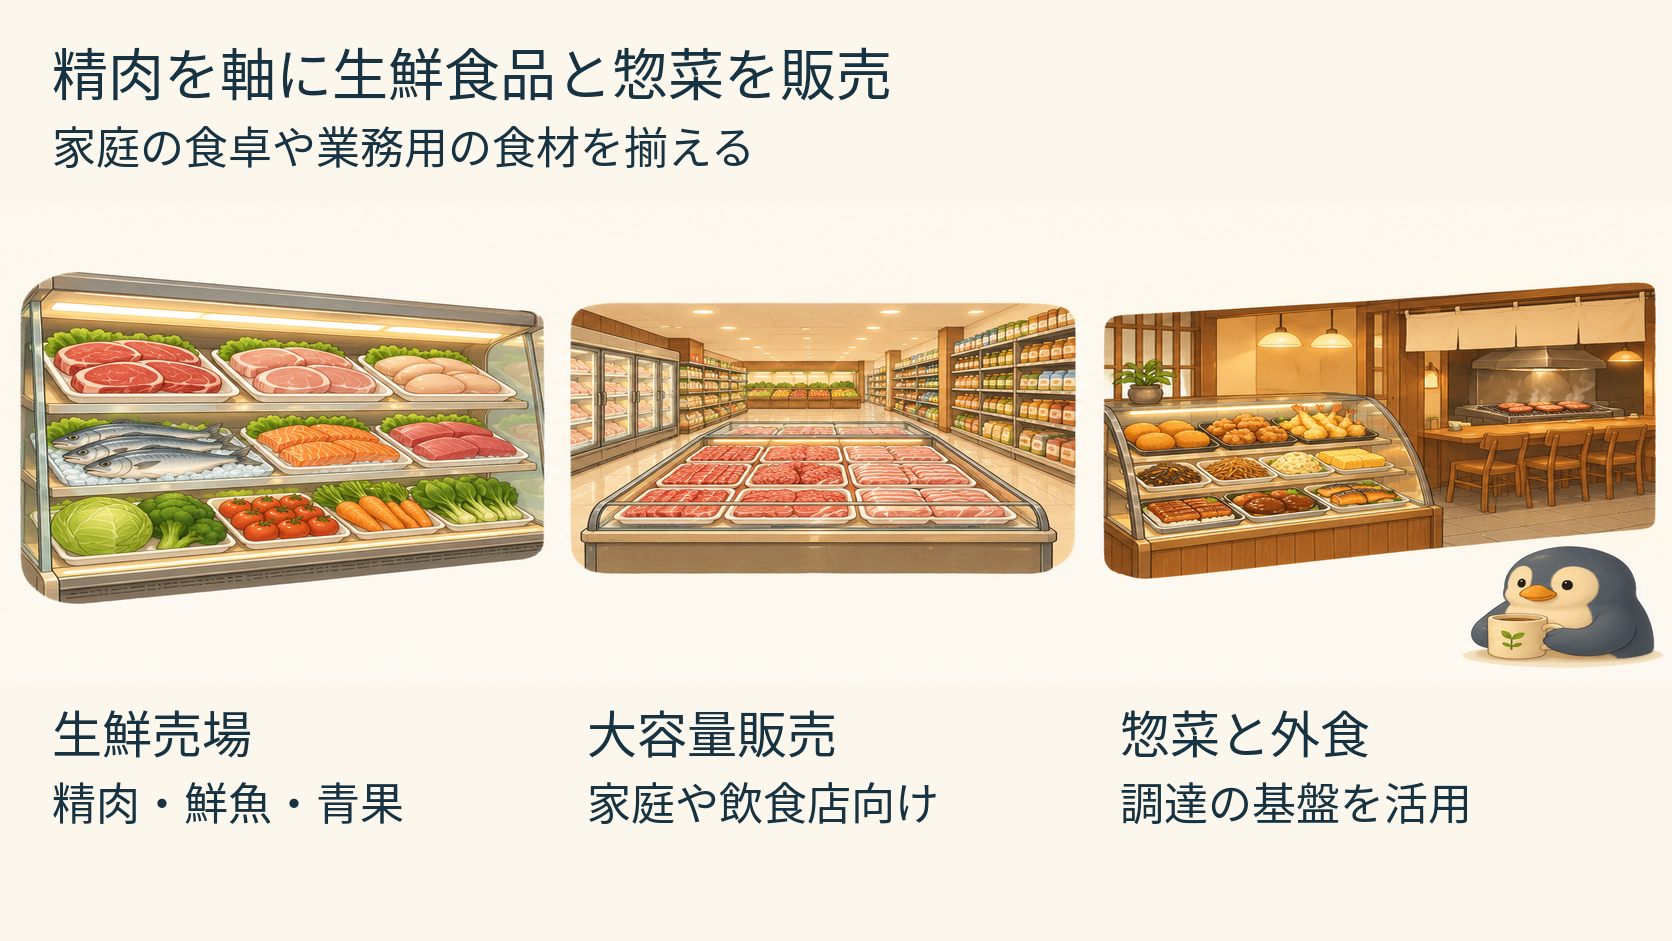 精肉を軸に生鮮食品と惣菜を販売
家庭の食卓や業務用の食材を揃える
生鮮売場
精肉・鮮魚・青果
大容量販売
家庭や飲食店向け
惣菜と外食
調達の基盤を活用